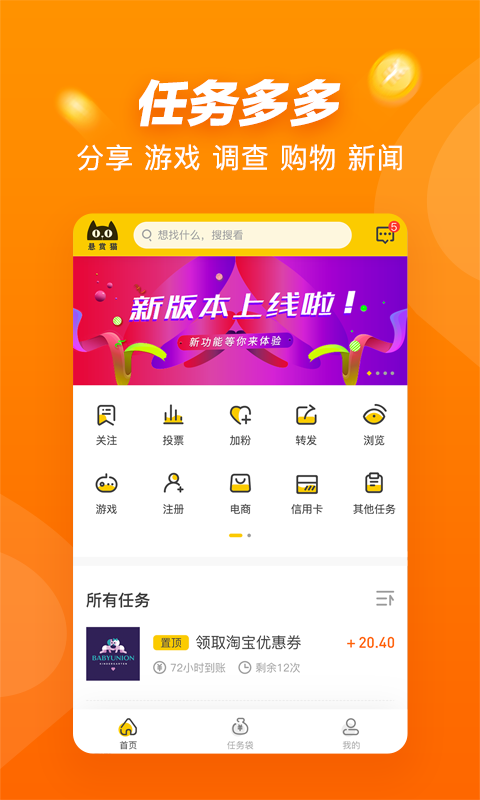 任务多多
分享 游戏 调查 购物 新闻
悬赏猫
想找什么，搜搜看
5
新版本上线啦！
新功能等你来体验
关注
投票
加粉
转发
浏览
游戏
注册
电商
信用卡
其他任务
所有任务
BABYUNION
KINDERGARTEN
置顶 领取淘宝优惠券 + 20.40
72小时到账 剩余12次
首页
任务袋
我的